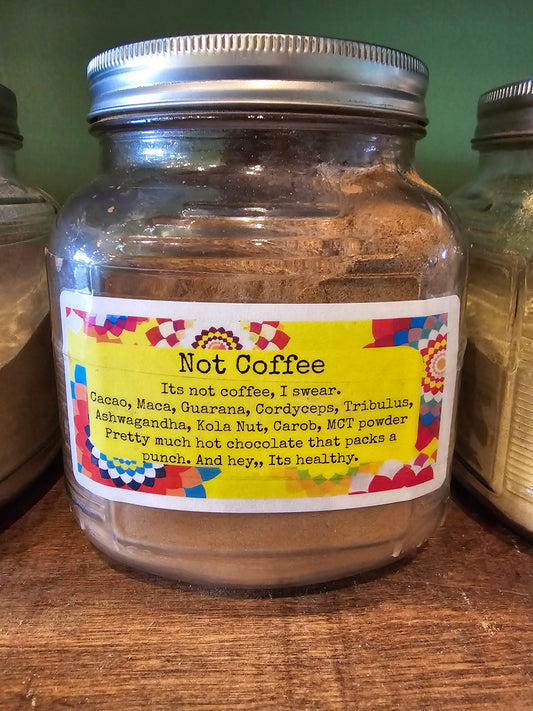 Not Coffee
Its not coffee, I swear.
Cacao, Maca, Guarana, Cordyceps, Tribulus,
Ashwagandha, Kola Nut, Carob, MCT powder
Pretty much hot chocolate that packs a
punch. And hey,, Its healthy.